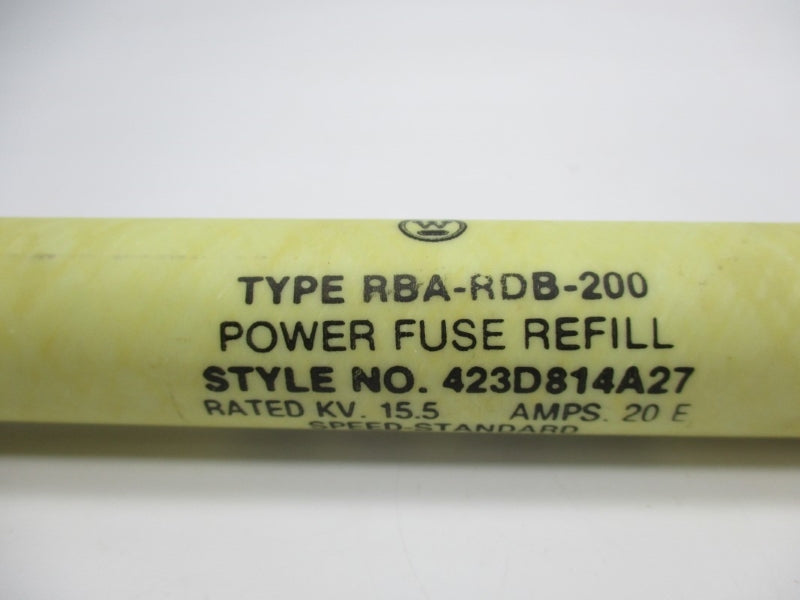 W
TYPE RBA-RDB-200
POWER FUSE REFILL
STYLE NO. 423D814A27
RATED KV. 15.5 AMPS. 20 E
SPEED-STANDARD